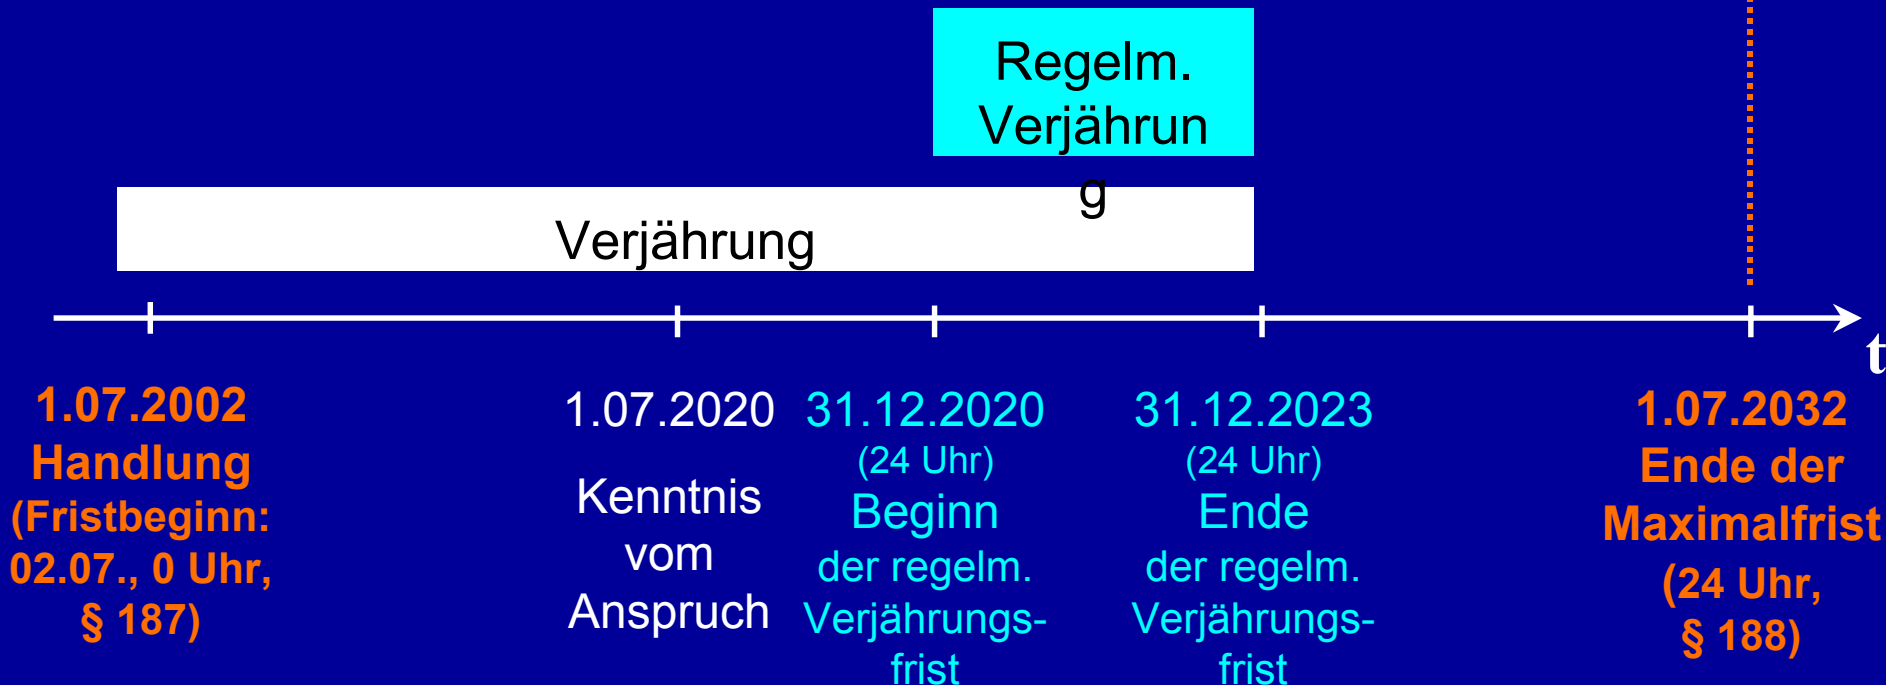 Regelm.
Verjährun
g
Verjährung
t
1.07.2002
Handlung
(Fristbeginn:
02.07., 0 Uhr,
§ 187)
1.07.2020
Kenntnis
vom
Anspruch
31.12.2020
(24 Uhr)
Beginn
der regelm.
Verjährungs-
frist
31.12.2023
(24 Uhr)
Ende
der regelm.
Verjährungs-
frist
1.07.2032
Ende der
Maximalfrist
(24 Uhr,
§ 188)